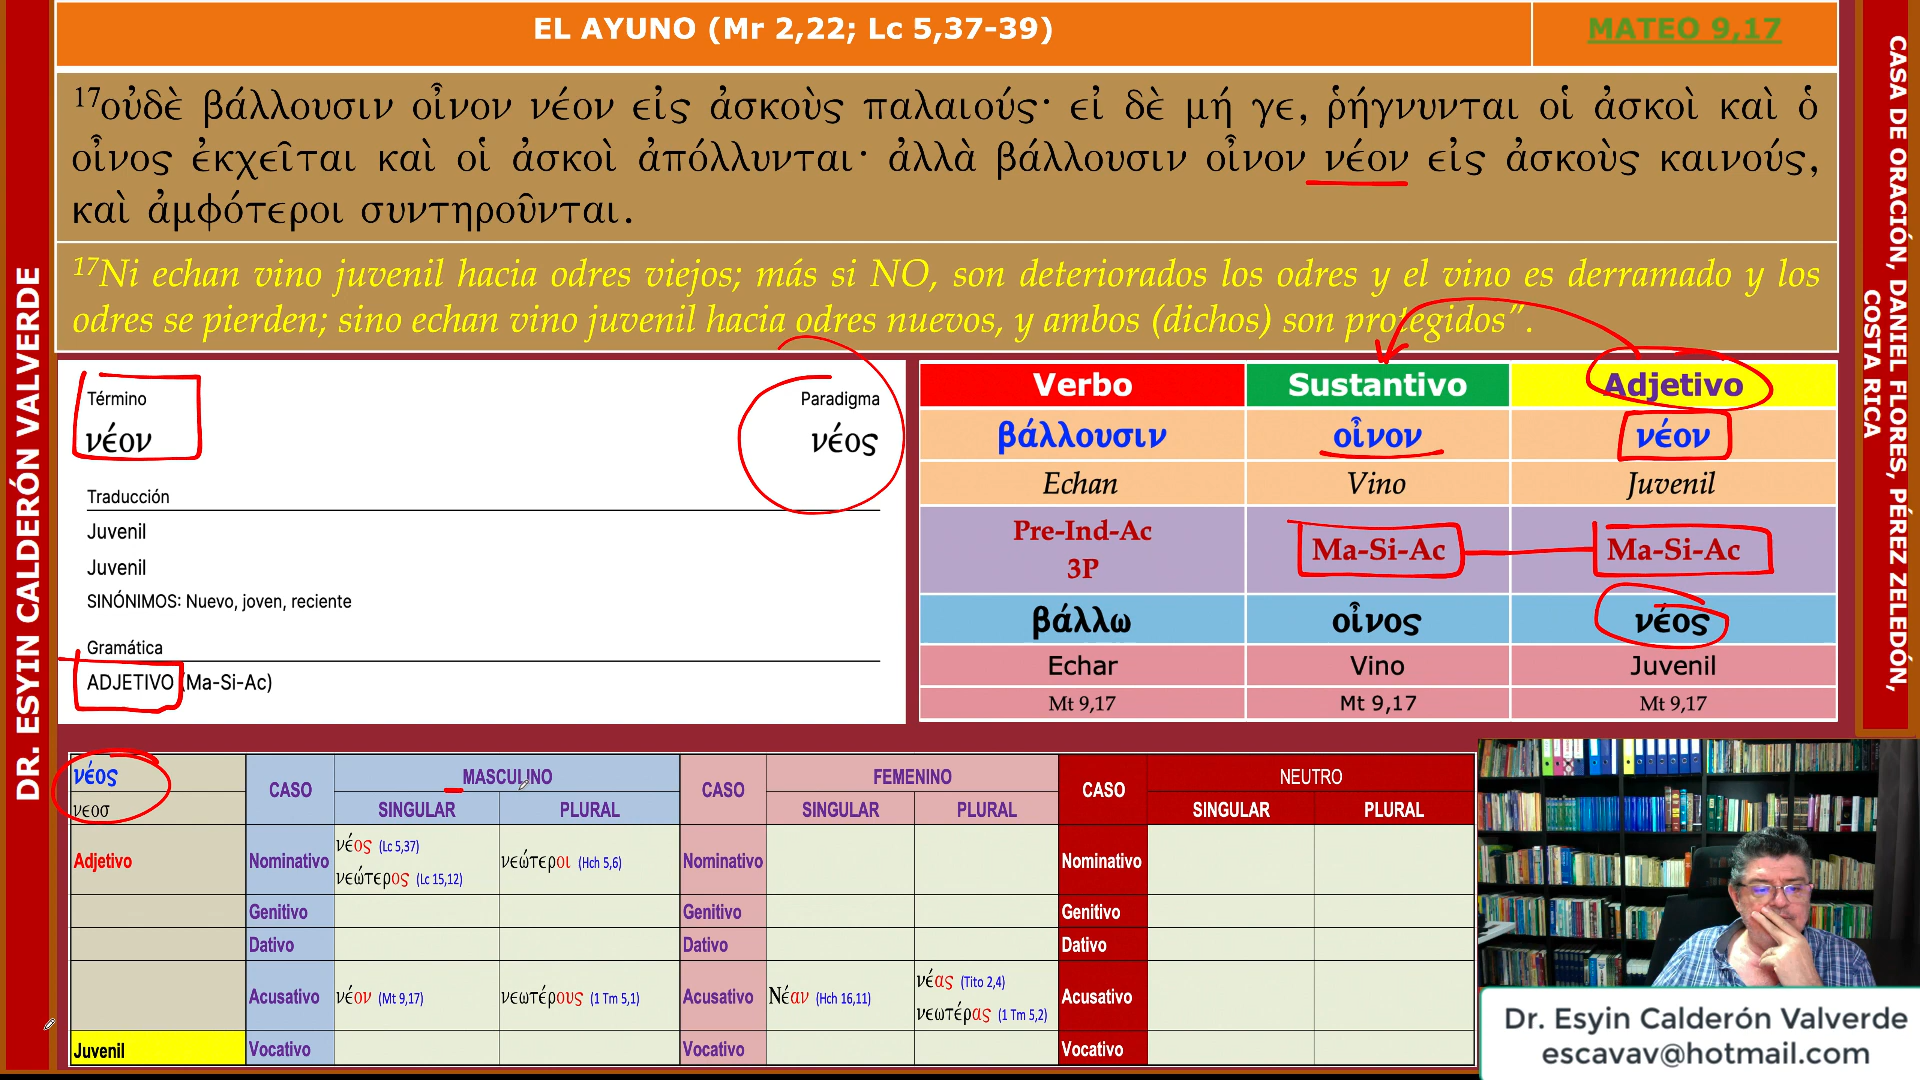 EL AYUNO (Mr 2,22; Lc 5,37-39)
MATEO 9,17
DR. ESYIN CALDERÓN VALVERDE
CASA DE ORACIÓN, DANIEL FLORES, PÉREZ ZELEDÓN,
COSTA RICA
¹⁷οὐδὲ βάλλουσιν οἶνον νέον εἰς ἀσκοὺς παλαιούς· εἰ δὲ μή γε, ῥήγνυνται οἱ ἀσκοὶ καὶ ὁ
οἶνος ἐκχεῖται καὶ οἱ ἀσκοὶ ἀπόλλυνται· ἀλλὰ βάλλουσιν οἶνον νέον εἰς ἀσκοὺς καινούς,
καὶ ἀμφότεροι συντηροῦνται.
¹⁷Ni echan vino juvenil hacia odres viejos; más si NO, son deteriorados los odres y el vino es derramado y los
odres se pierden; sino echan vino juvenil hacia odres nuevos, y ambos (dichos) son protegidos”.
Término Paradigma
νέον νέος
Traducción
Juvenil
Juvenil
SINÓNIMOS: Nuevo, joven, reciente
Gramática
ADJETIVO (Ma-Si-Ac)
Verbo Sustantivo Adjetivo
βάλλουσιν οἶνον νέον
Echan Vino Juvenil
Pre-Ind-Ac
3P
Ma-Si-Ac Ma-Si-Ac
βάλλω οἶνος νέος
Echar Vino Juvenil
Mt 9,17 Mt 9,17 Mt 9,17
νέος CASO MASCULINO CASO FEMENINO CASO NEUTRO
νεοσ SINGULAR PLURAL SINGULAR PLURAL SINGULAR PLURAL
Adjetivo Nominativo νέος (Lc 5,37) νεώτεροι (Hch 5,6) Nominativo Nominativo
νεώτερος (Lc 15,12)
Genitivo Genitivo Genitivo
Dativo Dativo Dativo
Acusativo νέον (Mt 9,17) νεωτέρους (1 Tm 5,1) Acusativo Νέαν (Hch 16,11) νέας (Tito 2,4) Acusativo
νεωτέρας (1 Tm 5,2)
Juvenil Vocativo Vocativo Vocativo
Dr. Esyin Calderón Valverde
escavav@hotmail.com